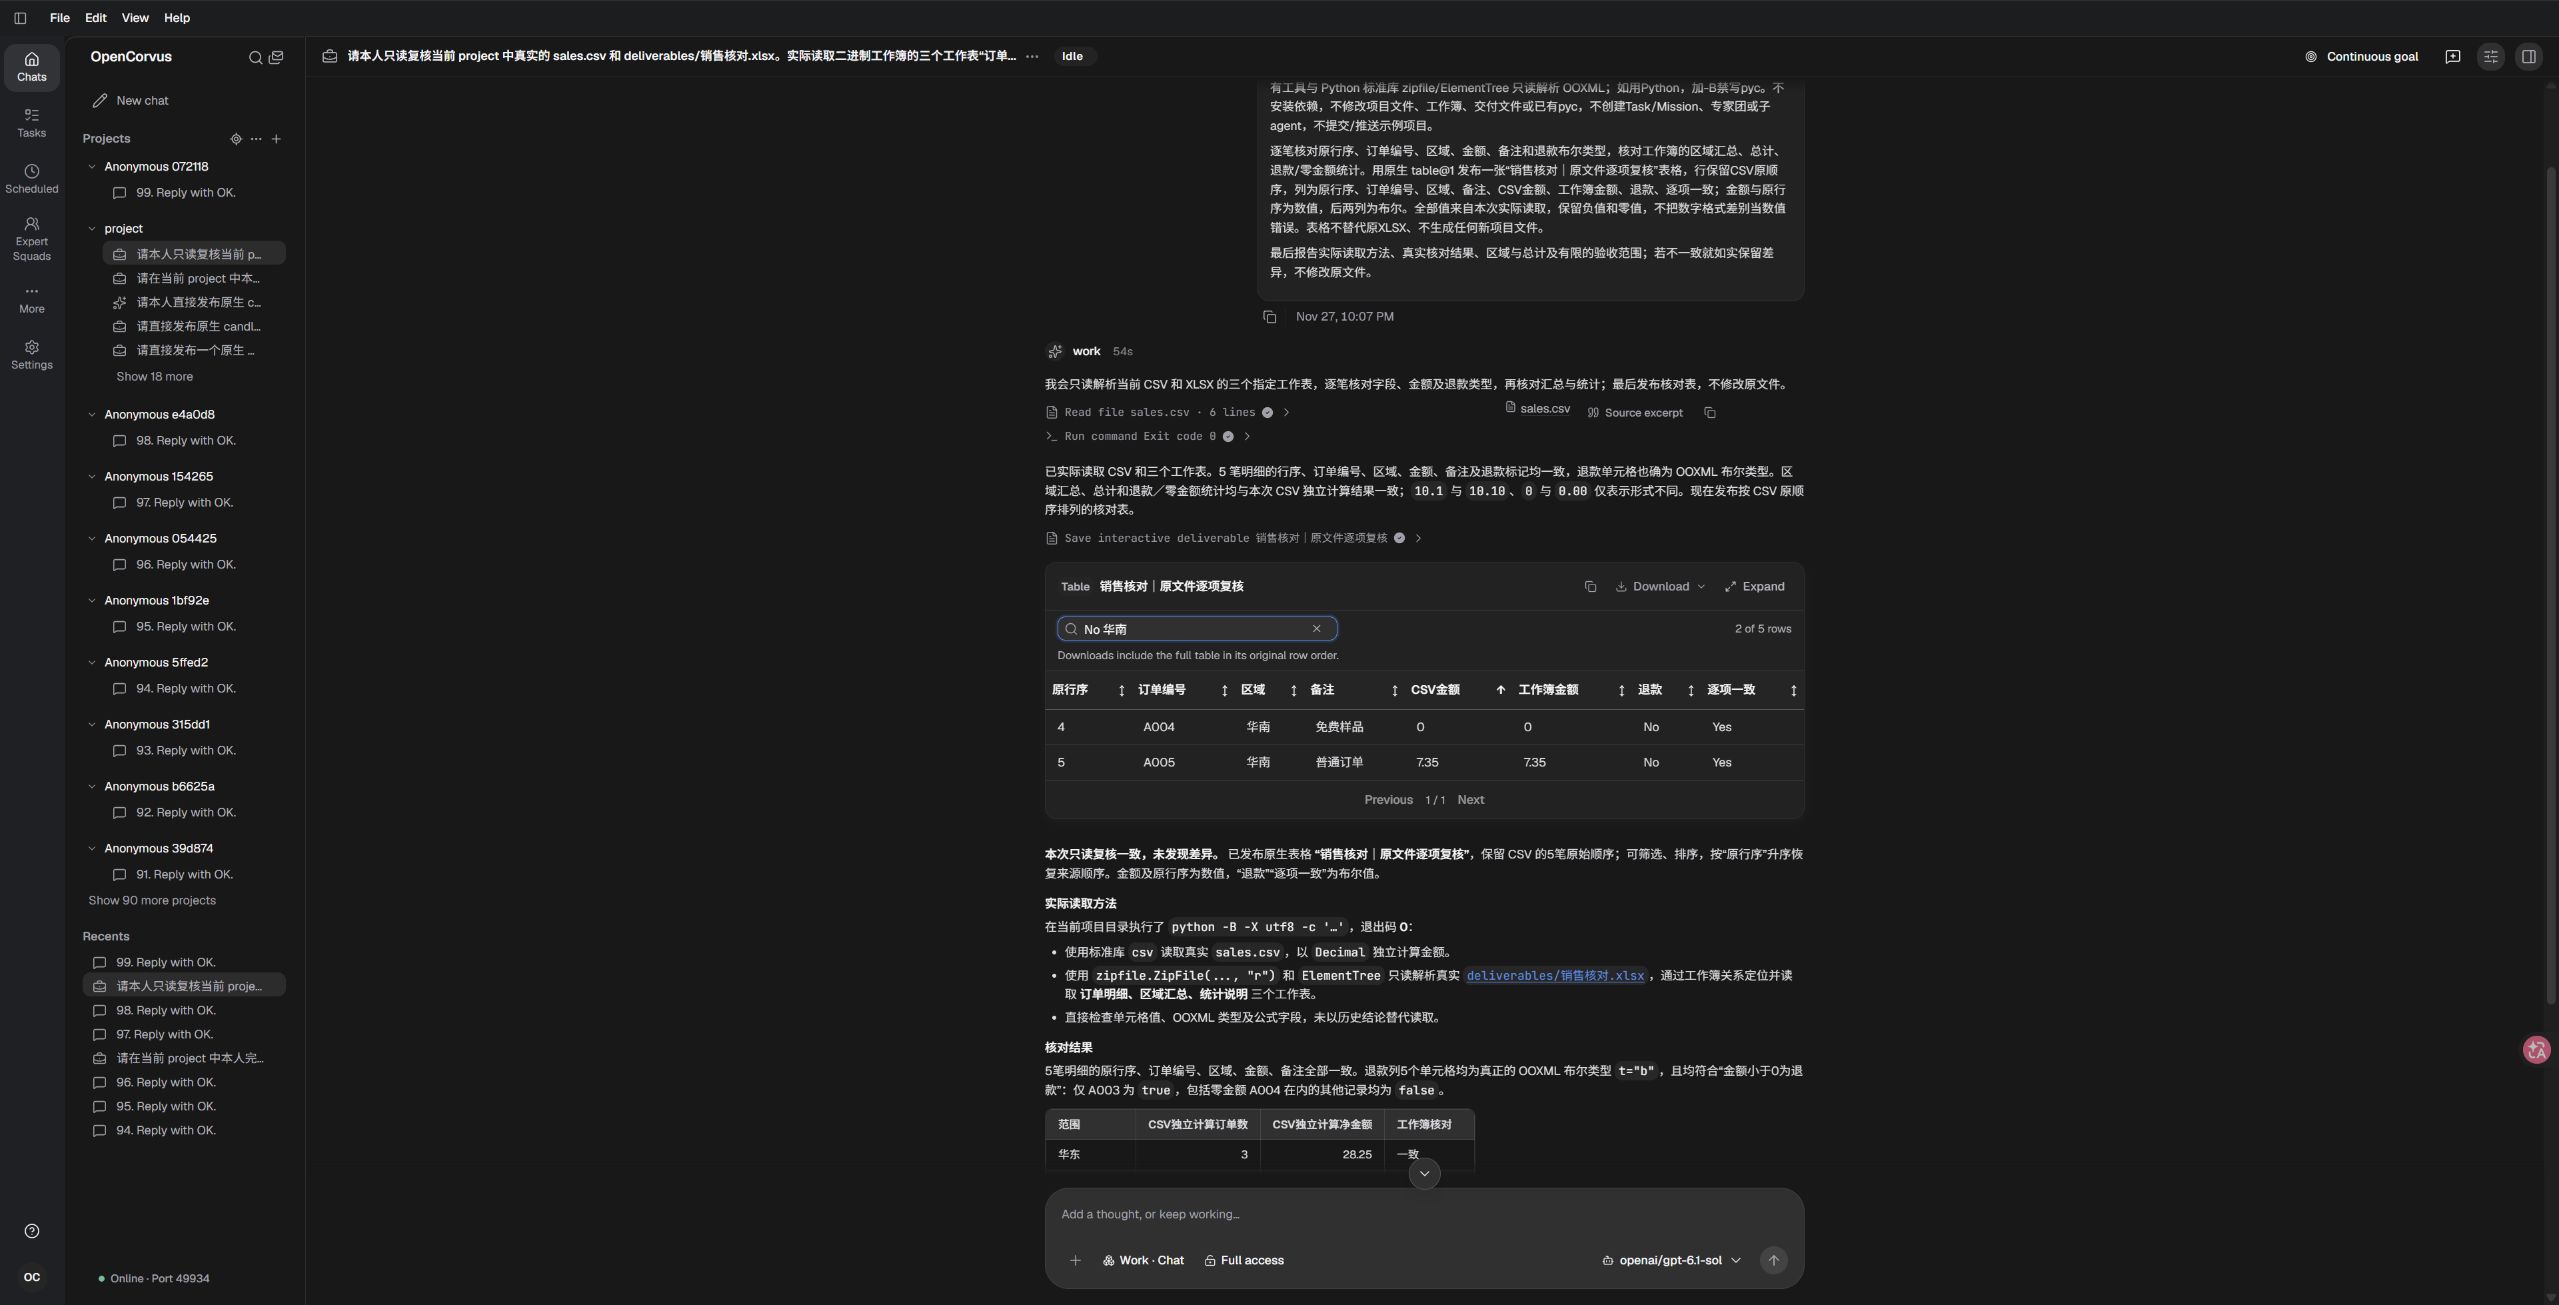 File Edit View Help
Chats
Tasks
Scheduled
Expert
Squads
More
Settings
OC
OpenCorvus
New chat
Projects
Anonymous 072118
99. Reply with OK.
project
请本人只读复核当前 p...
请在当前 project 中本...
请本人直接发布原生 c...
请直接发布原生 candl...
请直接发布一个原生 ...
Show 18 more
Anonymous e4a0d8
98. Reply with OK.
Anonymous 154265
97. Reply with OK.
Anonymous 054425
96. Reply with OK.
Anonymous 1bf92e
95. Reply with OK.
Anonymous 5ffed2
94. Reply with OK.
Anonymous 315dd1
93. Reply with OK.
Anonymous b6625a
92. Reply with OK.
Anonymous 39d874
91. Reply with OK.
Show 90 more projects
Recents
99. Reply with OK.
请本人只读复核当前 proje...
98. Reply with OK.
97. Reply with OK.
请在当前 project 中本人完...
96. Reply with OK.
95. Reply with OK.
94. Reply with OK.
Online · Port 49934
请本人只读复核当前 project 中真实的 sales.csv 和 deliverables/销售核对.xlsx。实际读取二进制工作簿的三个工作表“订单... ... Idle
Continuous goal
有工具与 Python 标准库 zipfile/ElementTree 只读解析 OOXML；如用Python，加-B禁写pyc。不
安装依赖，不修改项目文件、工作簿、交付文件或已有pyc，不创建Task/Mission、专家团或子
agent，不提交/推送示例项目。
逐笔核对原行序、订单编号、区域、金额、备注和退款布尔类型，核对工作簿的区域汇总、总计、
退款/零金额统计。用原生 table@1 发布一张“销售核对｜原文件逐项复核”表格，行保留CSV原顺
序，列为原行序、订单编号、区域、备注、CSV金额、工作簿金额、退款、逐项一致；金额与原行
序为数值，后两列为布尔。全部值来自本次实际读取，保留负值和零值，不把数字格式差别当数值
错误。表格不替代原XLSX、不生成任何新项目文件。
最后报告实际读取方法、真实核对结果、区域与总计及有限的验收范围；若不一致就如实保留差
异，不修改原文件。
Nov 27, 10:07 PM
work 54s
我会只读解析当前 CSV 和 XLSX 的三个指定工作表，逐笔核对字段、金额及退款类型，再核对汇总与统计；最后发布核对表，不修改原文件。
Read file sales.csv · 6 lines
sales.csv Source excerpt
Run command Exit code 0
已实际读取 CSV 和三个工作表。5 笔明细的行序、订单编号、区域、金额、备注及退款标记均一致，退款单元格也确为 OOXML 布尔类型。区
域汇总、总计和退款／零金额统计均与本次 CSV 独立计算结果一致；10.1 与 10.10、0 与 0.00 仅表示形式不同。现在发布按 CSV 原顺
序排列的核对表。
Save interactive deliverable 销售核对｜原文件逐项复核
Table 销售核对｜原文件逐项复核 Download Expand
No 华南 2 of 5 rows
Downloads include the full table in its original row order.
原行序 订单编号 区域 备注 CSV金额 工作簿金额 退款 逐项一致
4 A004 华南 免费样品 0 0 No Yes
5 A005 华南 普通订单 7.35 7.35 No Yes
Previous 1 / 1 Next
本次只读复核一致，未发现差异。 已发布原生表格 “销售核对｜原文件逐项复核”，保留 CSV 的5笔原始顺序；可筛选、排序，按“原行序”升序恢
复来源顺序。金额及原行序为数值，“退款”“逐项一致”为布尔值。
实际读取方法
在当前项目目录执行了 python -B -X utf8 -c '…'，退出码 0：
• 使用标准库 csv 读取真实 sales.csv，以 Decimal 独立计算金额。
• 使用 zipfile.ZipFile(..., "r") 和 ElementTree 只读解析真实 deliverables/销售核对.xlsx，通过工作簿关系定位并读
取 订单明细、区域汇总、统计说明 三个工作表。
• 直接检查单元格值、OOXML 类型及公式字段，未以历史结论替代读取。
核对结果
5笔明细的原行序、订单编号、区域、金额、备注全部一致。退款列5个单元格均为真正的 OOXML 布尔类型 t="b"，且均符合“金额小于0为退
款”：仅 A003 为 true，包括零金额 A004 在内的其他记录均为 false。
范围 CSV独立计算订单数 CSV独立计算净金额 工作簿核对
华东 3 28.25 一致
Add a thought, or keep working...
Work · Chat Full access openai/gpt-6.1-sol